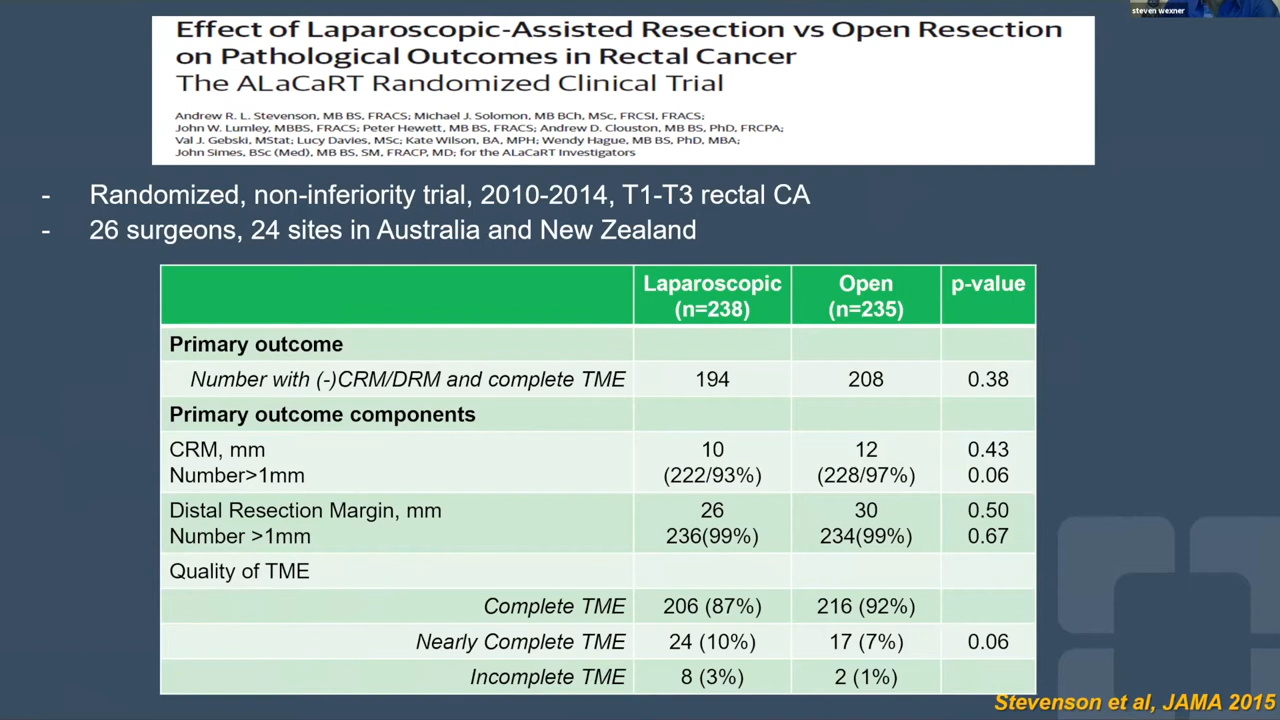 steven wexner
Effect of Laparoscopic-Assisted Resection vs Open Resection
on Pathological Outcomes in Rectal Cancer
The ALaCaRT Randomized Clinical Trial
Andrew R. L. Stevenson, MB BS, FRACS; Michael J. Solomon, MB BCh, MSc, FRCSI, FRACS;
John W. Lumley, MBBS, FRACS; Peter Hewett, MB BS, FRACS; Andrew D. Clouston, MB BS, PhD, FRCPA;
Val J. Gebski, MStat; Lucy Davies, MSc; Kate Wilson, BA, MPH; Wendy Hague, MB BS, PhD, MBA;
John Simes, BSc (Med), MB BS, SM, FRACP, MD; for the ALaCaRT Investigators
- Randomized, non-inferiority trial, 2010-2014, T1-T3 rectal CA
- 26 surgeons, 24 sites in Australia and New Zealand
Laparoscopic Open p-value
(n=238) (n=235)
Primary outcome
Number with (-)CRM/DRM and complete TME 194 208 0.38
Primary outcome components
CRM, mm 10 12 0.43
Number>1mm (222/93%) (228/97%) 0.06
Distal Resection Margin, mm 26 30 0.50
Number >1mm 236(99%) 234(99%) 0.67
Quality of TME
Complete TME 206 (87%) 216 (92%)
Nearly Complete TME 24 (10%) 17 (7%) 0.06
Incomplete TME 8 (3%) 2 (1%)
Stevenson et al, JAMA 2015